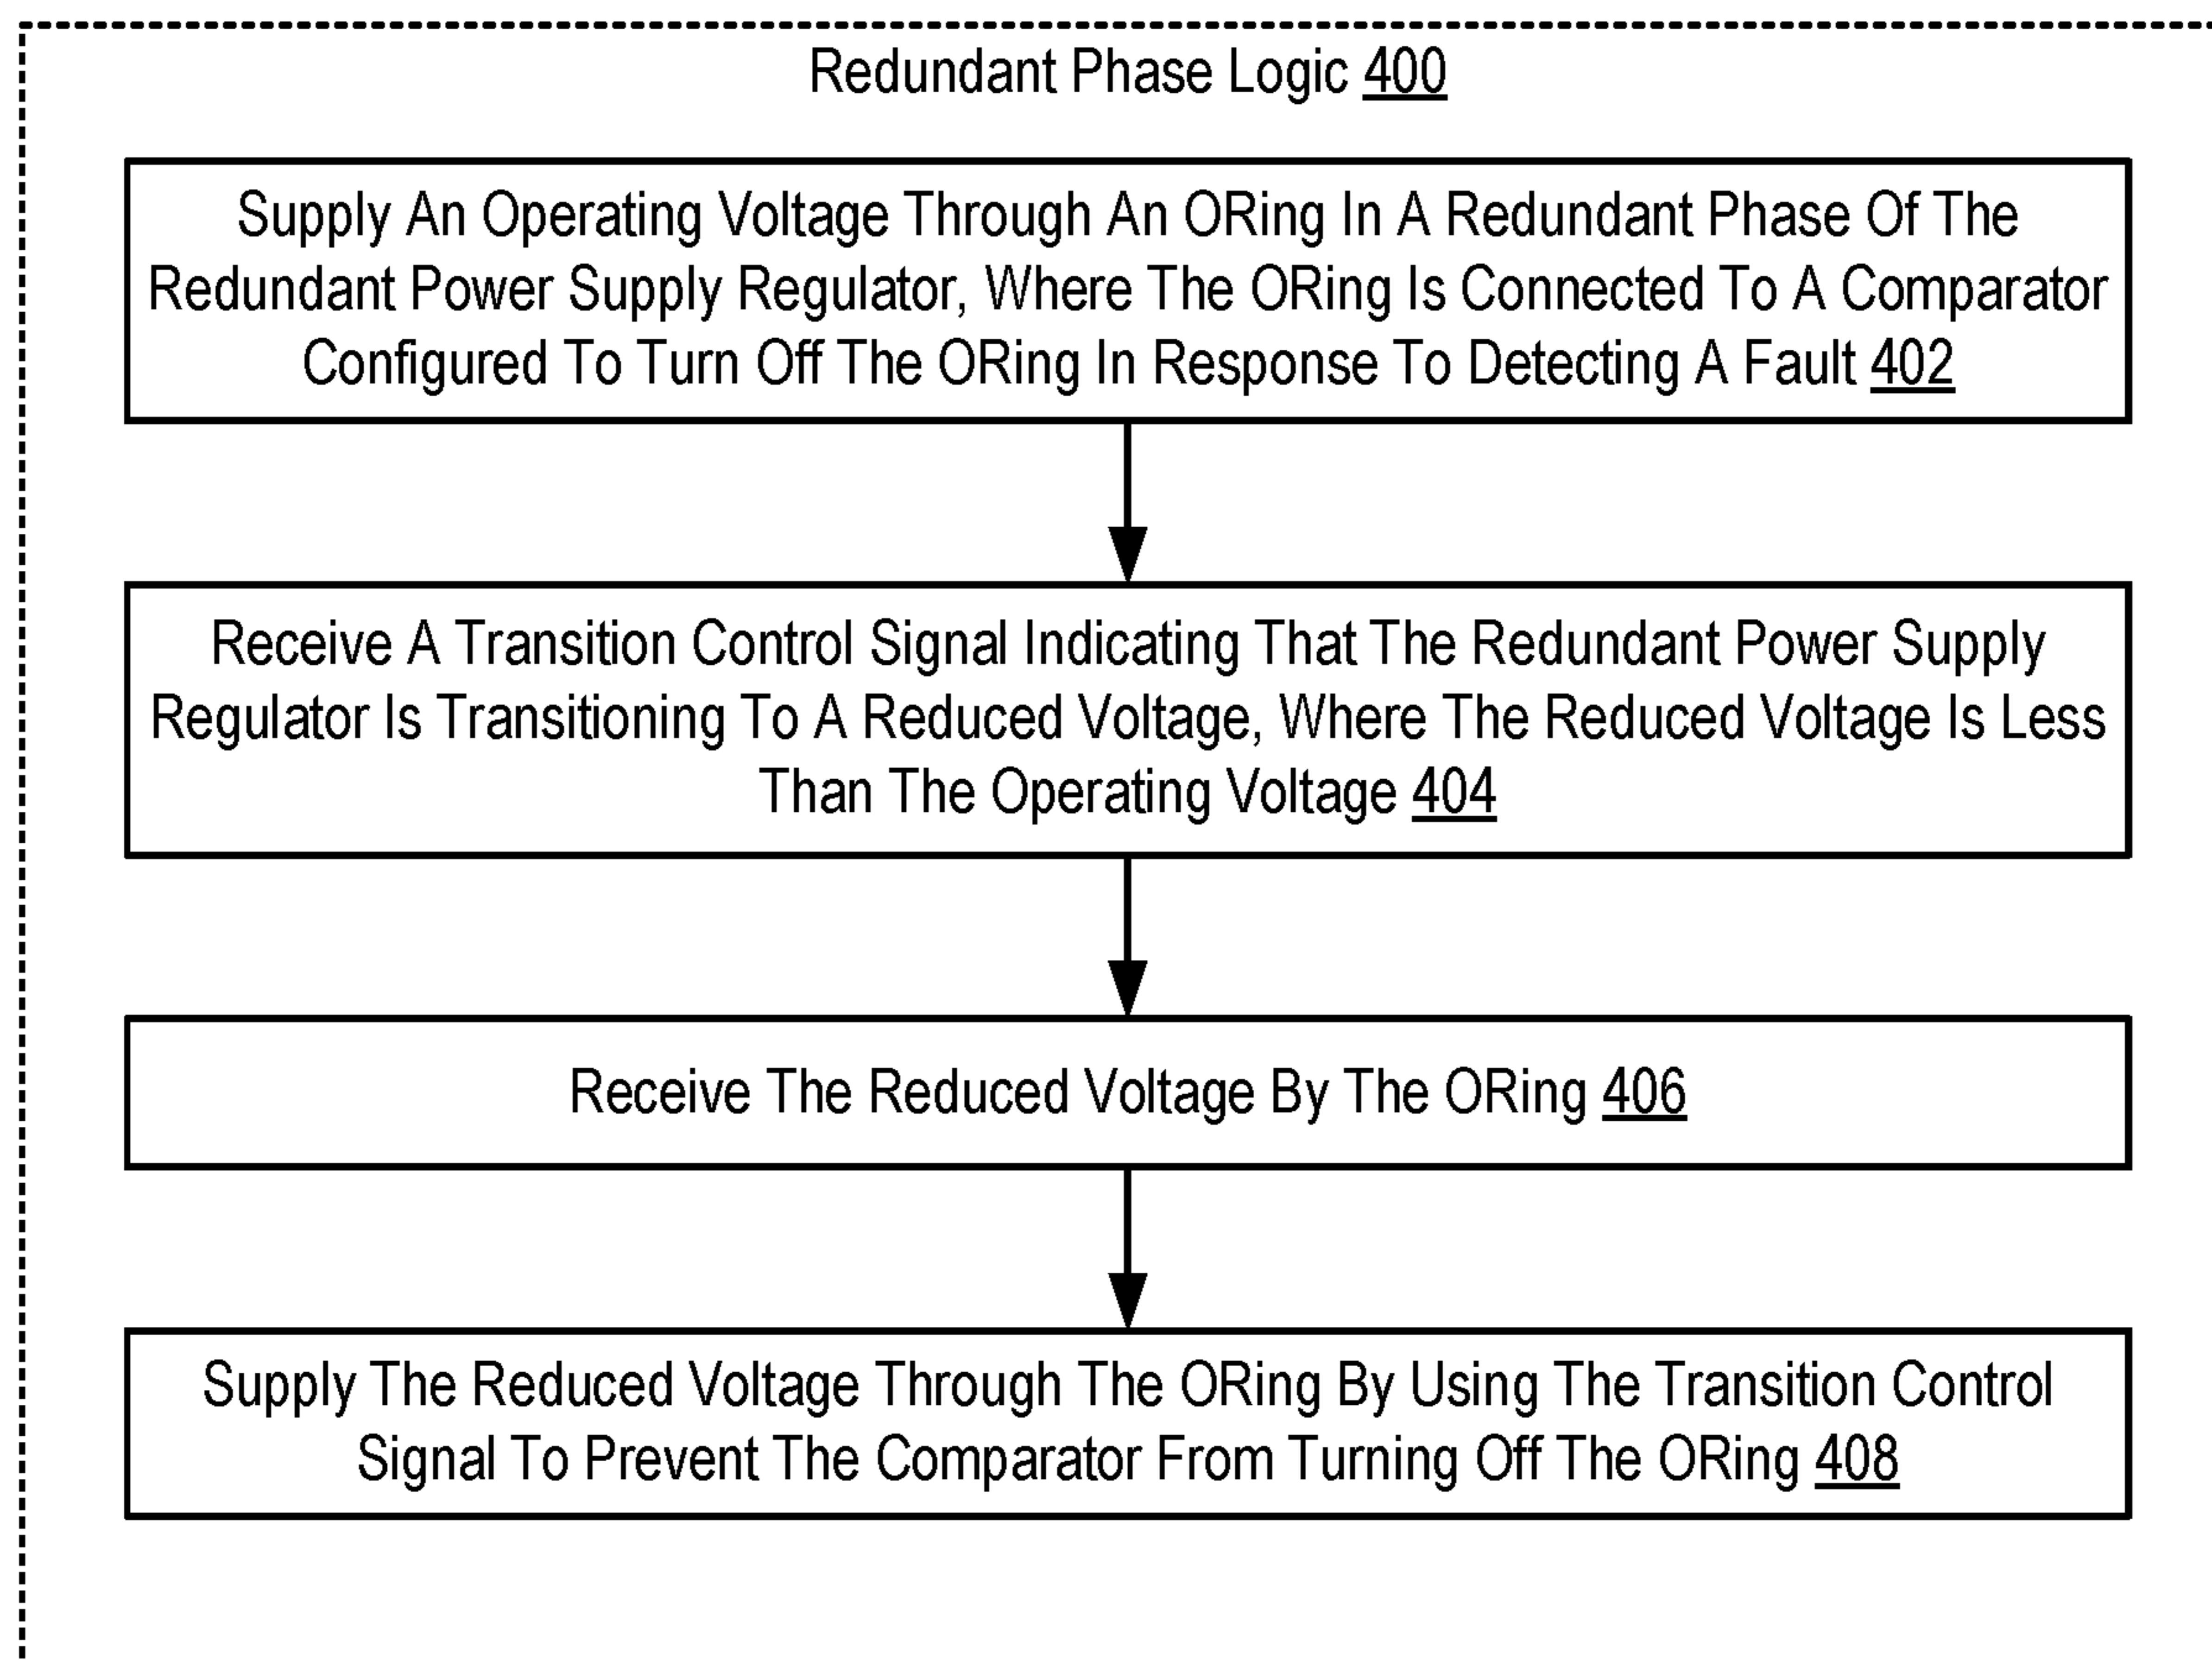 Redundant Phase Logic 400
Supply An Operating Voltage Through An ORing In A Redundant Phase Of The
Redundant Power Supply Regulator, Where The ORing Is Connected To A Comparator
Configured To Turn Off The ORing In Response To Detecting A Fault 402
Receive A Transition Control Signal Indicating That The Redundant Power Supply
Regulator Is Transitioning To A Reduced Voltage, Where The Reduced Voltage Is Less
Than The Operating Voltage 404
Receive The Reduced Voltage By The ORing 406
Supply The Reduced Voltage Through The ORing By Using The Transition Control
Signal To Prevent The Comparator From Turning Off The ORing 408